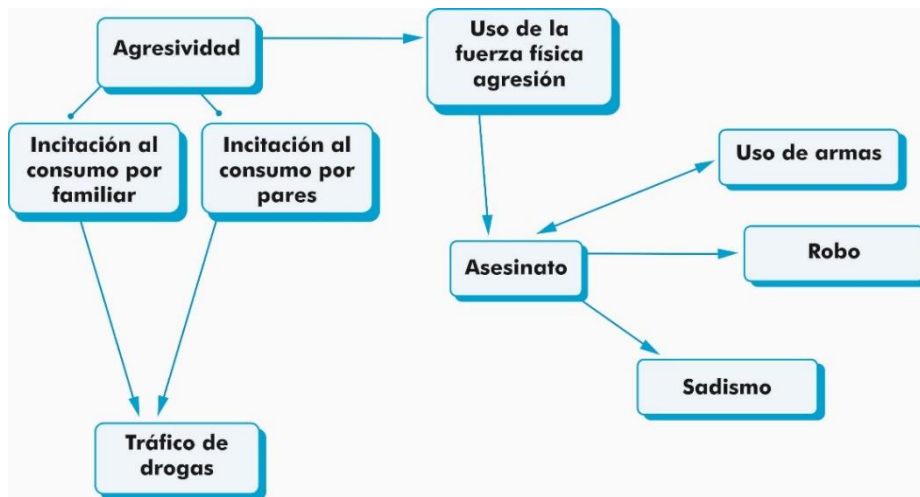 Agresividad
Uso de la
fuerza física
agresión
Incitación al
consumo por
familiar
Incitación al
consumo por
pares
Uso de armas
Asesinato
Robo
Sadismo
Tráfico de
drogas